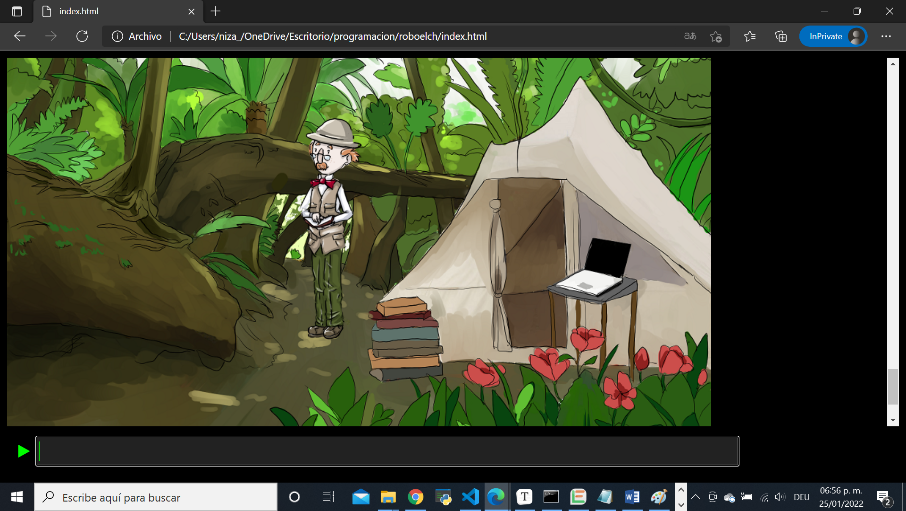 index.html
Archivo
C:/Users/niza_/OneDrive/Escritorio/programacion/roboelch/index.html
InPrivate
Escribe aquí para buscar
DEU
06:56 p. m.
25/01/2022
2